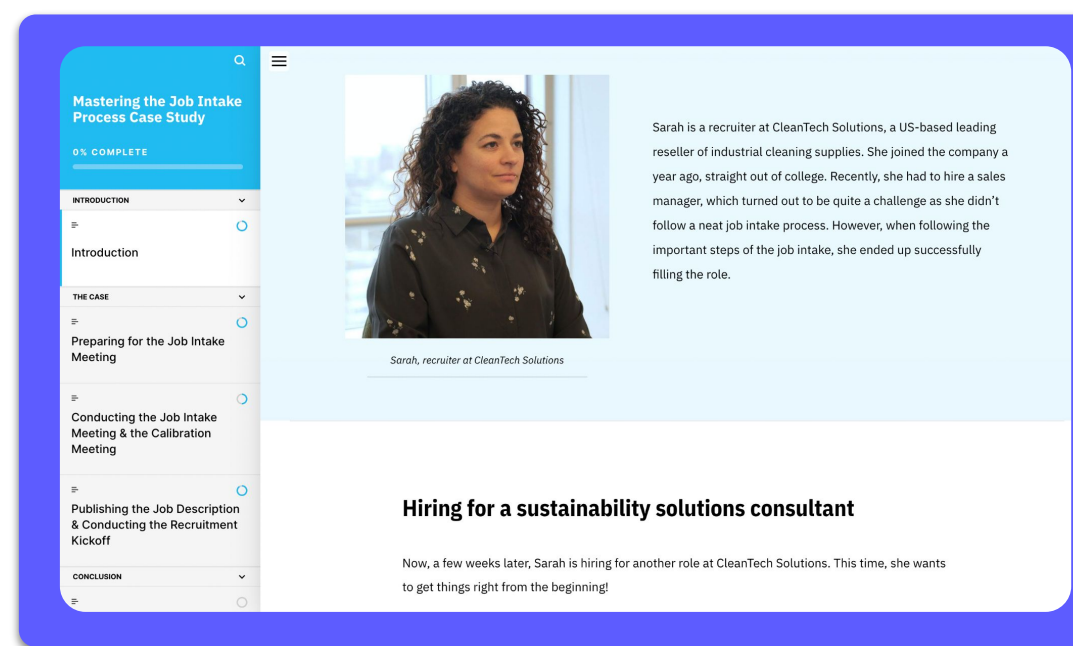 Mastering the Job Intake
Process Case Study
0% COMPLETE
INTRODUCTION
Introduction
THE CASE
Preparing for the Job Intake
Meeting
Conducting the Job Intake
Meeting & the Calibration
Meeting
Publishing the Job Description
& Conducting the Recruitment
Kickoff
CONCLUSION
Sarah is a recruiter at CleanTech Solutions, a US-based leading
reseller of industrial cleaning supplies. She joined the company a
year ago, straight out of college. Recently, she had to hire a sales
manager, which turned out to be quite a challenge as she didn’t
follow a neat job intake process. However, when following the
important steps of the job intake, she ended up successfully
filling the role.
Sarah, recruiter at CleanTech Solutions
Hiring for a sustainability solutions consultant
Now, a few weeks later, Sarah is hiring for another role at CleanTech Solutions. This time, she wants
to get things right from the beginning!